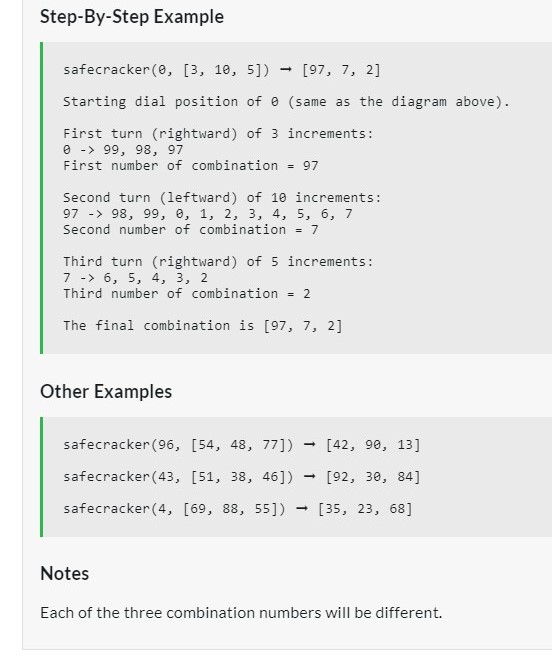 Step-By-Step Example
safecracker(0, [3, 10, 5]) → [97, 7, 2]
Starting dial position of 0 (same as the diagram above).
First turn (rightward) of 3 increments:
0 -> 99, 98, 97
First number of combination = 97
Second turn (leftward) of 10 increments:
97 -> 98, 99, 0, 1, 2, 3, 4, 5, 6, 7
Second number of combination = 7
Third turn (rightward) of 5 increments:
7 -> 6, 5, 4, 3, 2
Third number of combination = 2
The final combination is [97, 7, 2]
Other Examples
safecracker(96, [54, 48, 77]) → [42, 90, 13]
safecracker(43, [51, 38, 46]) → [92, 30, 84]
safecracker(4, [69, 88, 55]) → [35, 23, 68]
Notes
Each of the three combination numbers will be different.